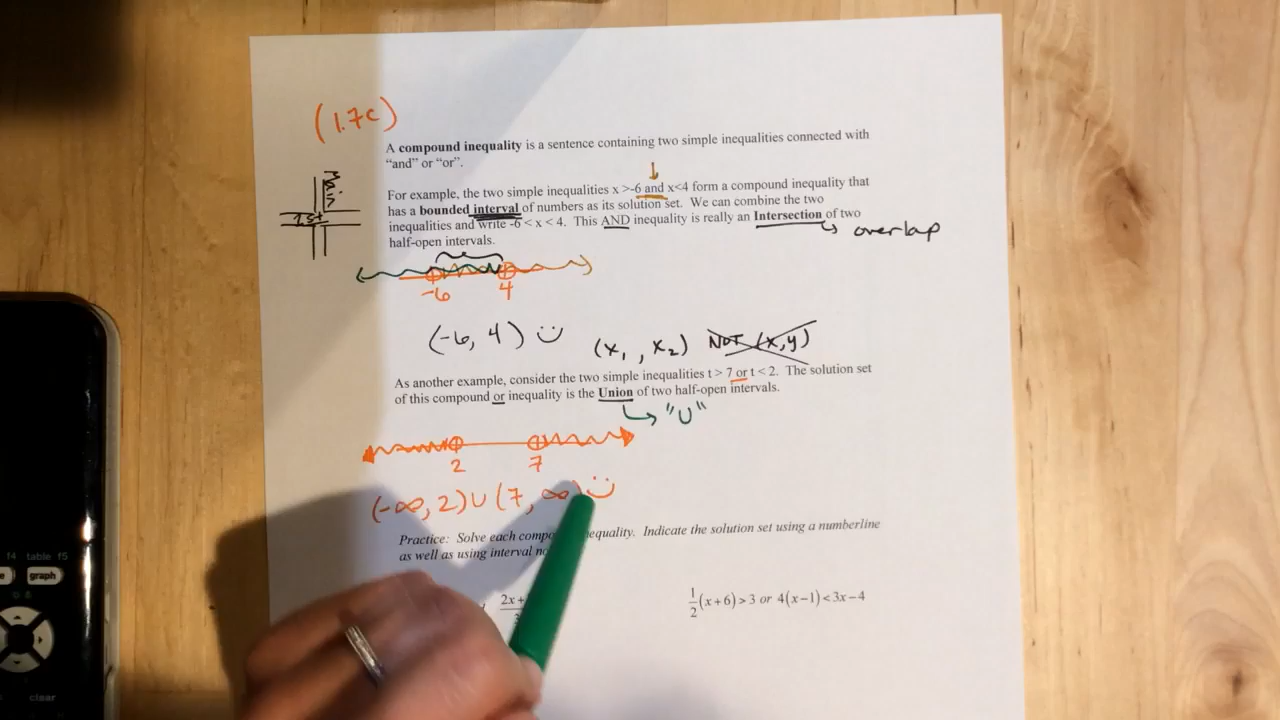 (1.7c)
A compound inequality is a sentence containing two simple inequalities connected with
“and” or “or”.
Main
1st
For example, the two simple inequalities x >-6 and x<4 form a compound inequality that
has a bounded interval of numbers as its solution set. We can combine the two
inequalities and write -6 < x < 4. This AND inequality is really an Intersection of two
overlap
half-open intervals.
-6 4
(-6, 4) (x₁, x₂) NOT (x,y)
As another example, consider the two simple inequalities t > 7 or t < 2. The solution set
of this compound or inequality is the Union of two half-open intervals.
"U"
2 7
(-∞, 2) U (7, ∞)
Practice: Solve each inequality. Indicate the solution set using a numberline
as well as using interval
2x+
1/2(x+6)>3 or 4(x−1)<3x−4
f4 table f5
graph
clear